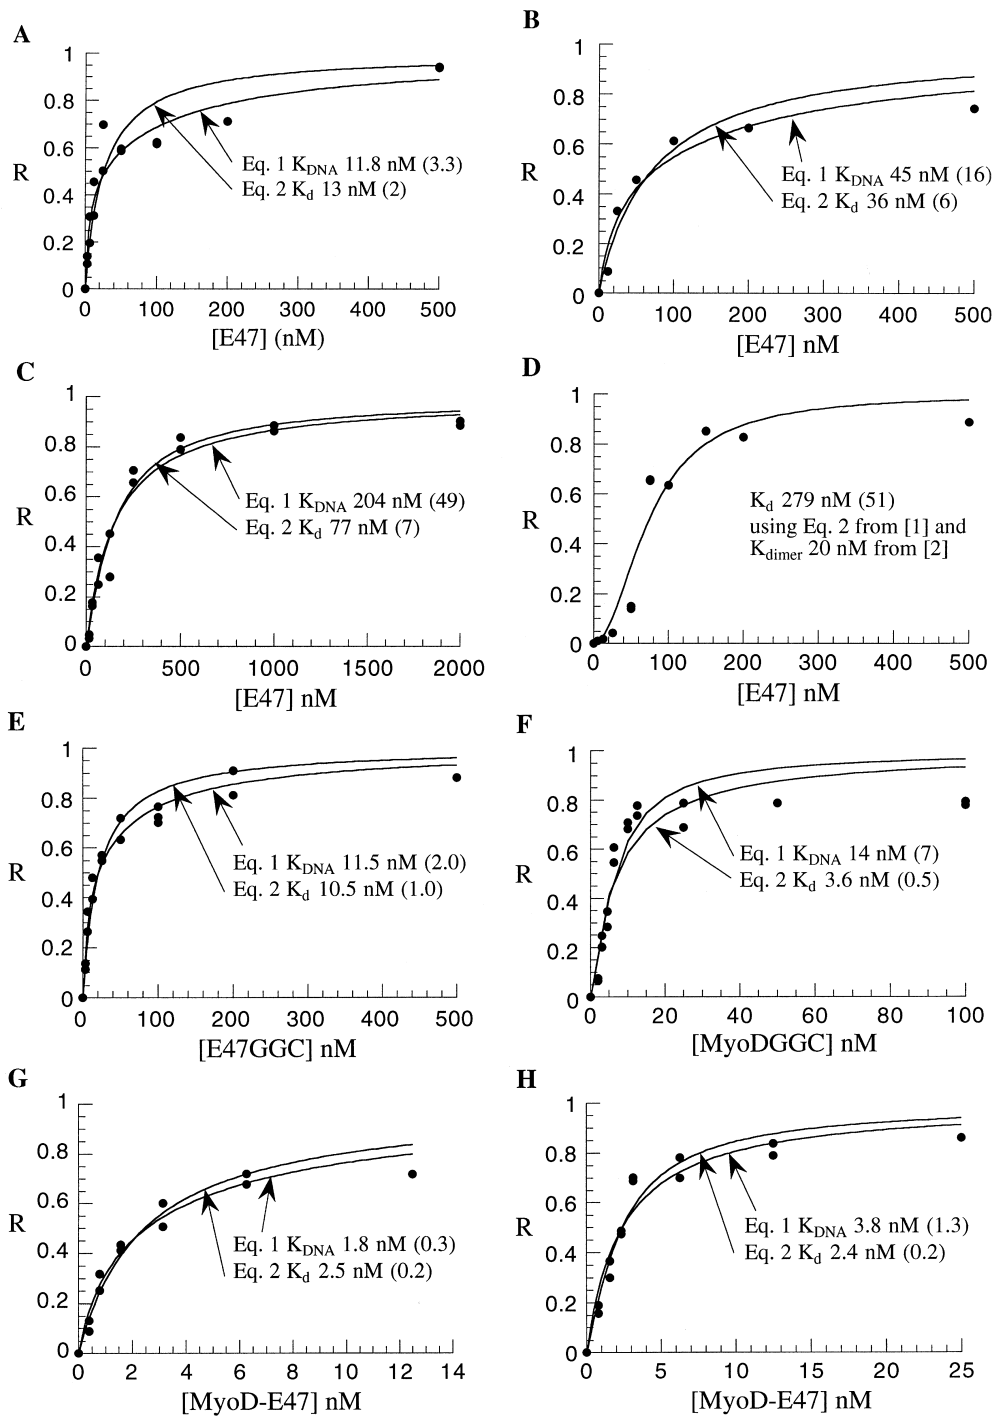 A
1
0.8
0.6
0.4
0.2
0
R
0 100 200 300 400 500
[E47] (nM)
Eq. 1 KDNA 11.8 nM (3.3)
Eq. 2 Kd 13 nM (2)
B
1
0.8
0.6
0.4
0.2
0
R
0 100 200 300 400 500
[E47] nM
Eq. 1 KDNA 45 nM (16)
Eq. 2 Kd 36 nM (6)
C
1
0.8
0.6
0.4
0.2
0
R
0 500 1000 1500 2000
[E47] nM
Eq. 1 KDNA 204 nM (49)
Eq. 2 Kd 77 nM (7)
D
1
0.8
0.6
0.4
0.2
0
R
0 100 200 300 400 500
[E47] nM
Kd 279 nM (51)
using Eq. 2 from [1] and
Kdimer 20 nM from [2]
E
1
0.8
0.6
0.4
0.2
0
R
0 100 200 300 400 500
[E47GGC] nM
Eq. 1 KDNA 11.5 nM (2.0)
Eq. 2 Kd 10.5 nM (1.0)
F
1
0.8
0.6
0.4
0.2
0
R
0 20 40 60 80 100
[MyoDGGC] nM
Eq. 1 KDNA 14 nM (7)
Eq. 2 Kd 3.6 nM (0.5)
G
1
0.8
0.6
0.4
0.2
0
R
0 2 4 6 8 10 12 14
[MyoD-E47] nM
Eq. 1 KDNA 1.8 nM (0.3)
Eq. 2 Kd 2.5 nM (0.2)
H
1
0.8
0.6
0.4
0.2
0
R
0 5 10 15 20 25
[MyoD-E47] nM
Eq. 1 KDNA 3.8 nM (1.3)
Eq. 2 Kd 2.4 nM (0.2)